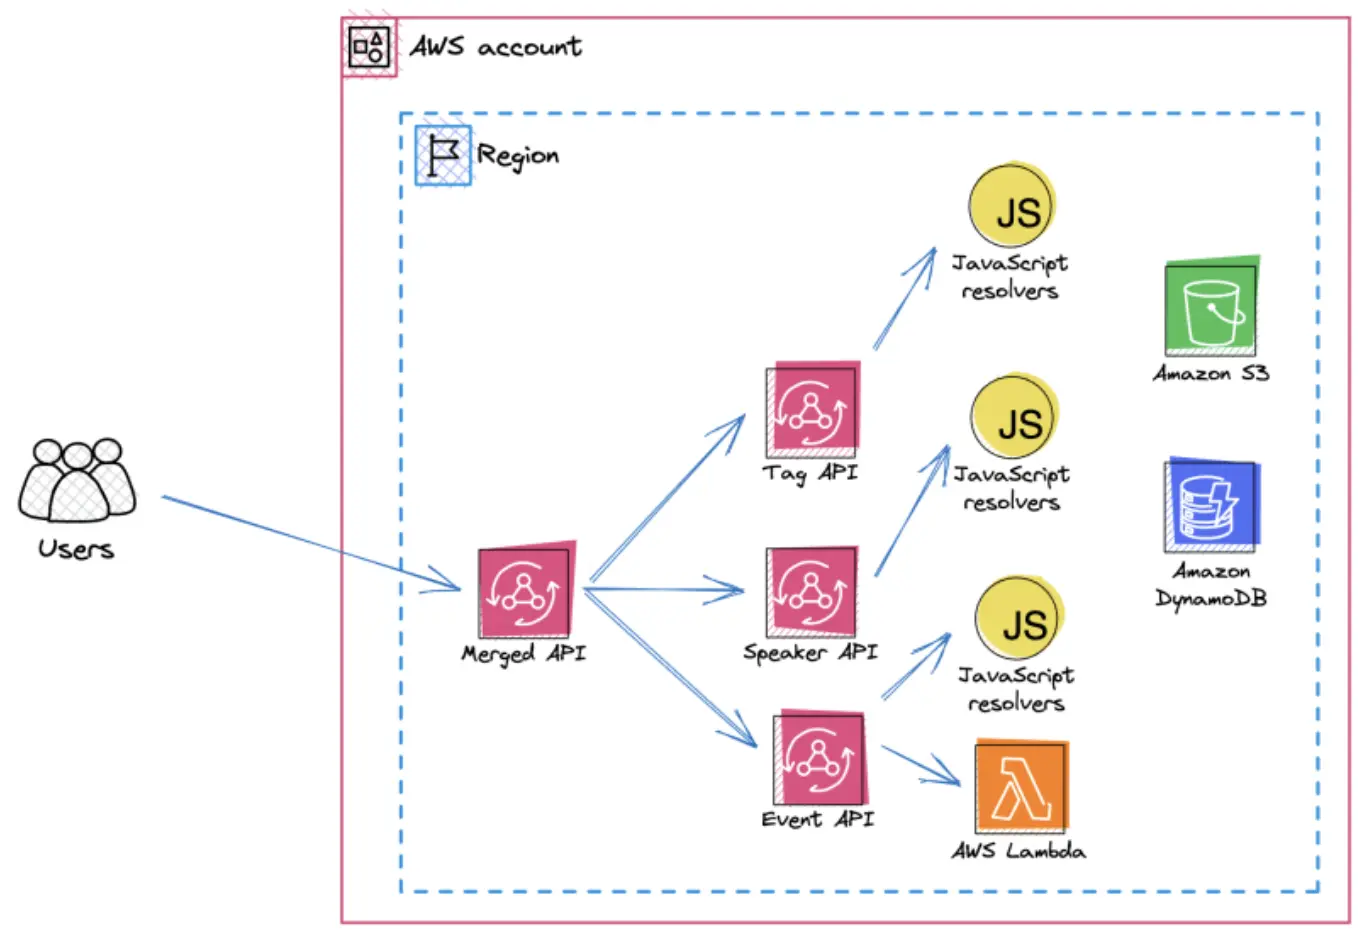 AWS account
Region
JS
JavaScript
resolvers
Amazon S3
Tag API
JS
JavaScript
resolvers
Amazon
DynamoDB
Users
Merged API
Speaker API
JS
JavaScript
resolvers
Event API
AWS Lambda